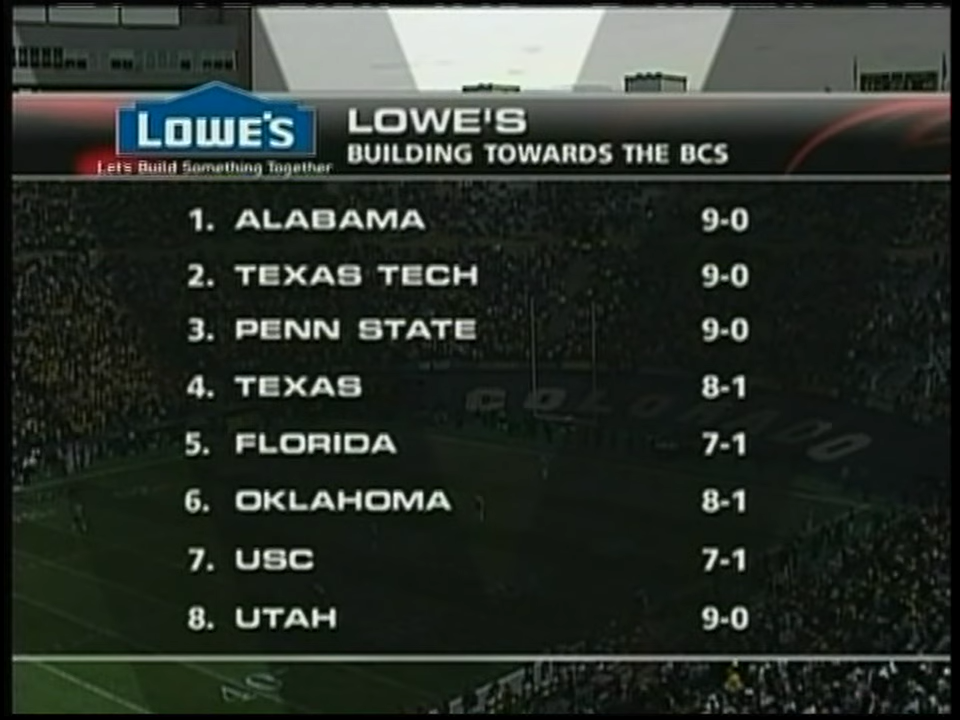 LOWE'S
Let's Build Something Together
LOWE'S
BUILDING TOWARDS THE BCS
1. ALABAMA 9-0
2. TEXAS TECH 9-0
3. PENN STATE 9-0
4. TEXAS 8-1
5. FLORIDA 7-1
6. OKLAHOMA 8-1
7. USC 7-1
8. UTAH 9-0
COLORADO
20